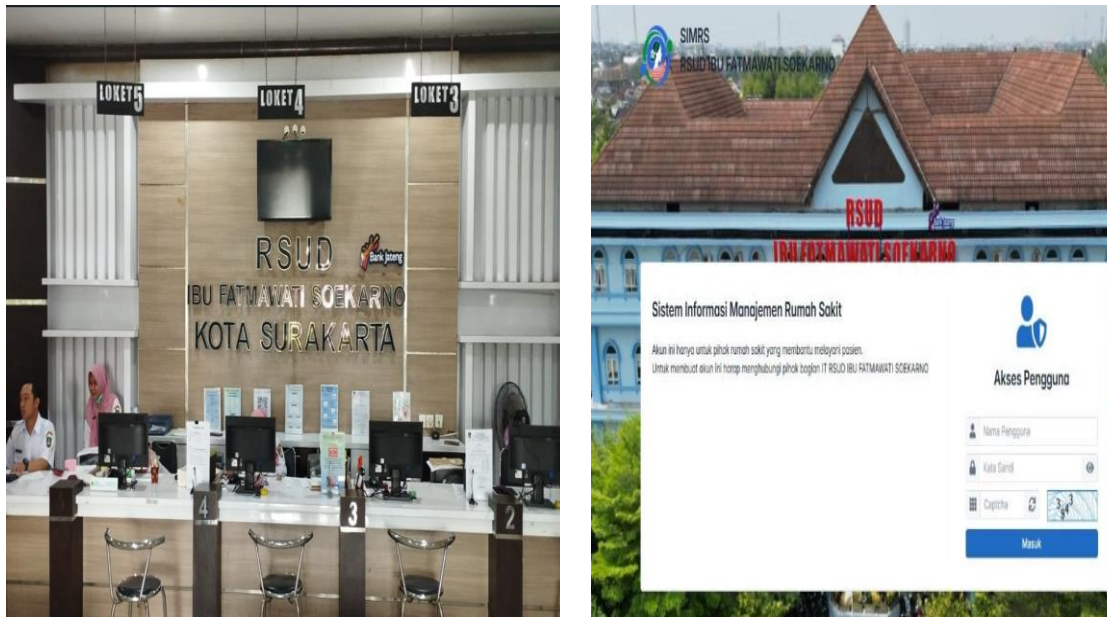 LOKET 5
LOKET 4
LOKET 3
RSUD
Bank Jateng
IBU FATMAWATI SOEKARNO
KOTA SURAKARTA
4
3
2
SIMRS
RSUD IBU FATMAWATI SOEKARNO
RSUD
Bank Jateng
IBU FATMAWATI SOEKARNO
Sistem Informasi Manajemen Rumah Sakit
Akun ini hanya untuk pihak rumah sakit yang membantu melayani pasien.
Untuk membuat akun ini harap menghubungi pihak bagian IT RSUD IBU FATMAWATI SOEKARNO
Akses Pengguna
Nama Pengguna
Kata Sandi
Captcha
Masuk